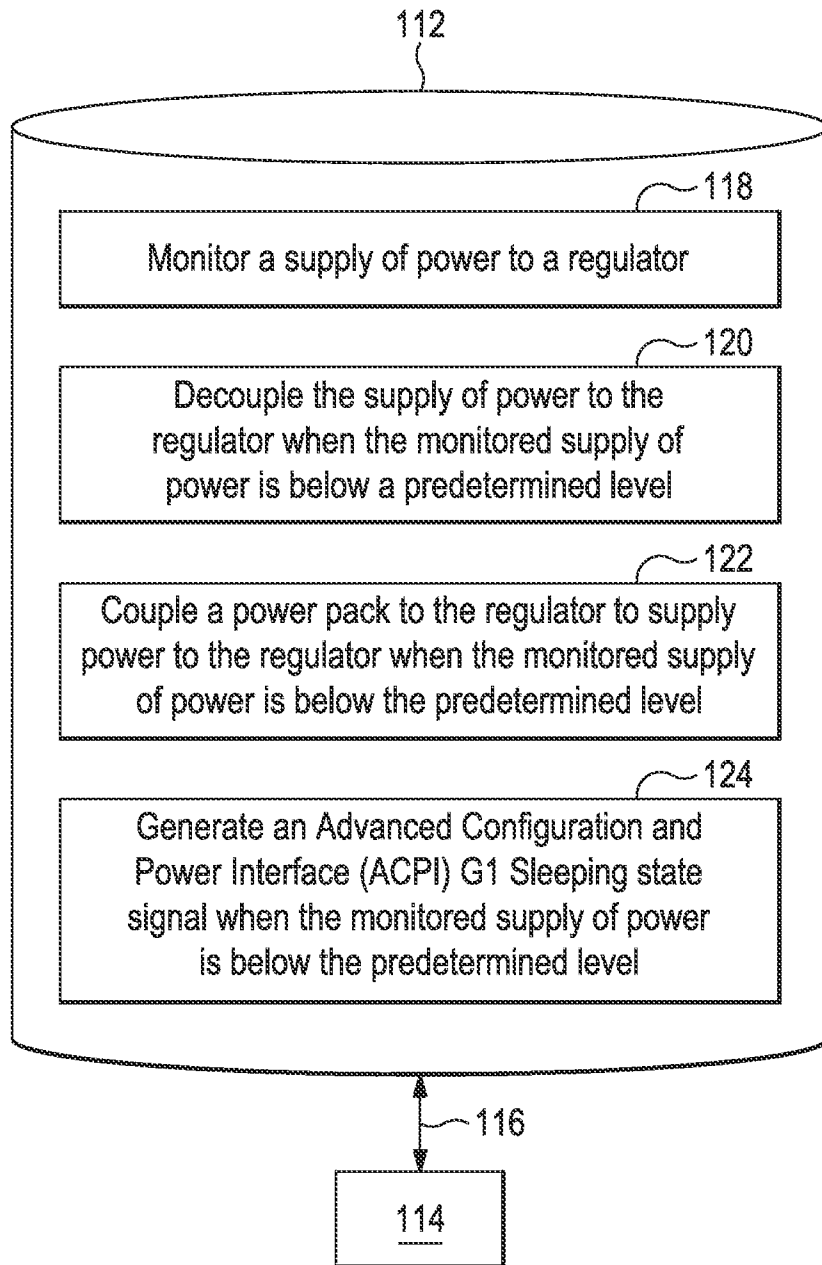 112
118
Monitor a supply of power to a regulator
120
Decouple the supply of power to the
regulator when the monitored supply of
power is below a predetermined level
122
Couple a power pack to the regulator to supply
power to the regulator when the monitored supply
of power is below the predetermined level
124
Generate an Advanced Configuration and
Power Interface (ACPI) G1 Sleeping state
signal when the monitored supply of power
is below the predetermined level
116
114